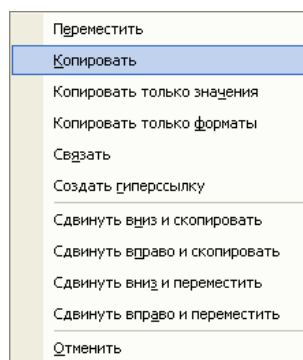 Переместить
Копировать
Копировать только значения
Копировать только форматы
Связать
Создать гиперссылку
Сдвинуть вниз и скопировать
Сдвинуть вправо и скопировать
Сдвинуть вниз и переместить
Сдвинуть вправо и переместить
Отменить